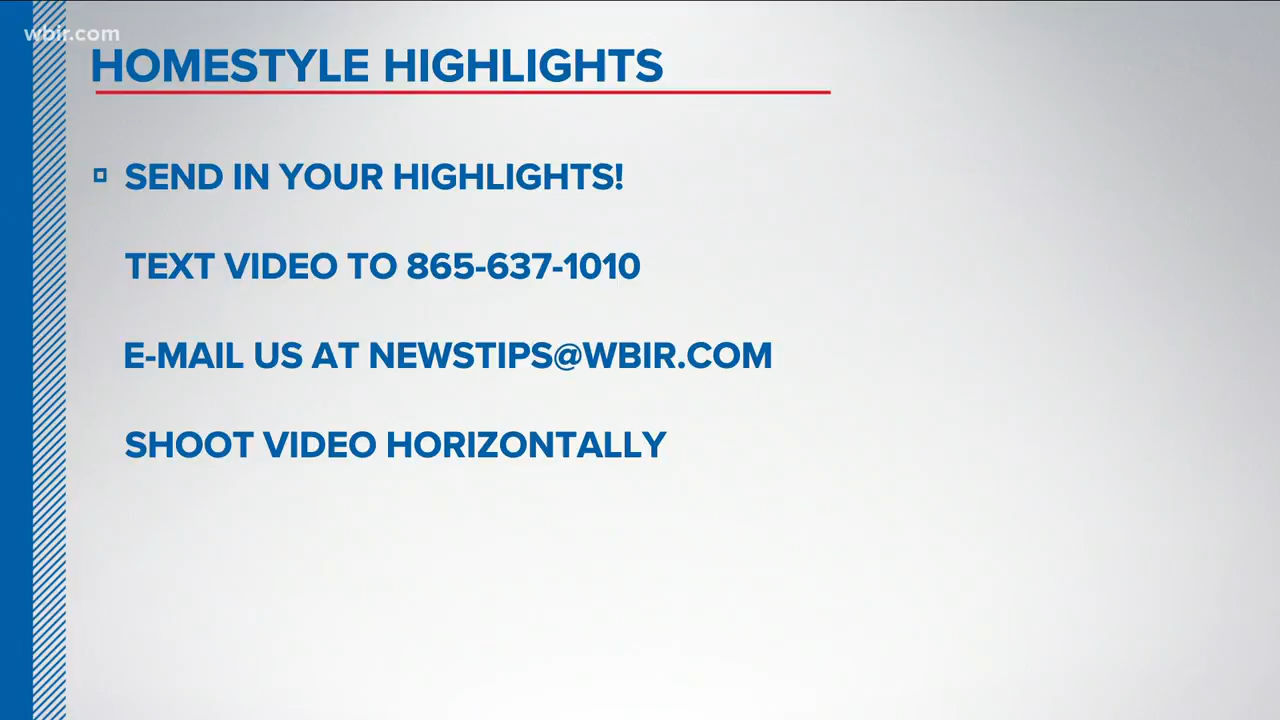 wbir.com
HOMESTYLE HIGHLIGHTS
SEND IN YOUR HIGHLIGHTS!
TEXT VIDEO TO 865-637-1010
E-MAIL US AT NEWSTIPS@WBIR.COM
SHOOT VIDEO HORIZONTALLY